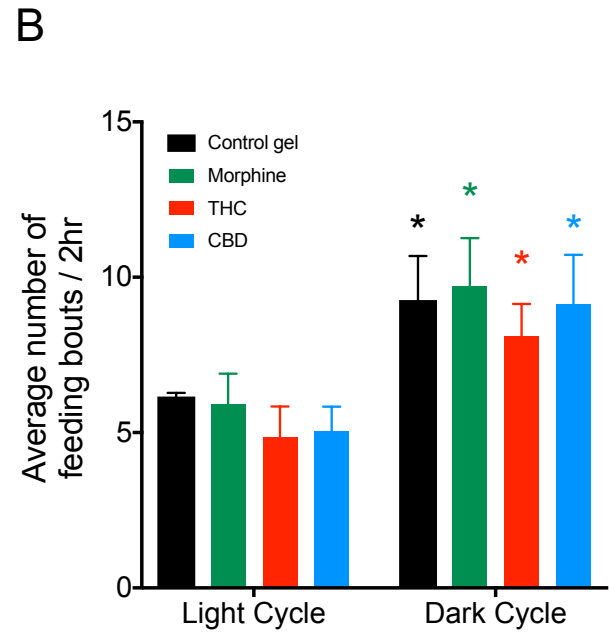 B
15
10
5
0
Average number of
feeding bouts / 2hr
Control gel
Morphine
THC
CBD
*
*
*
*
Light Cycle
Dark Cycle